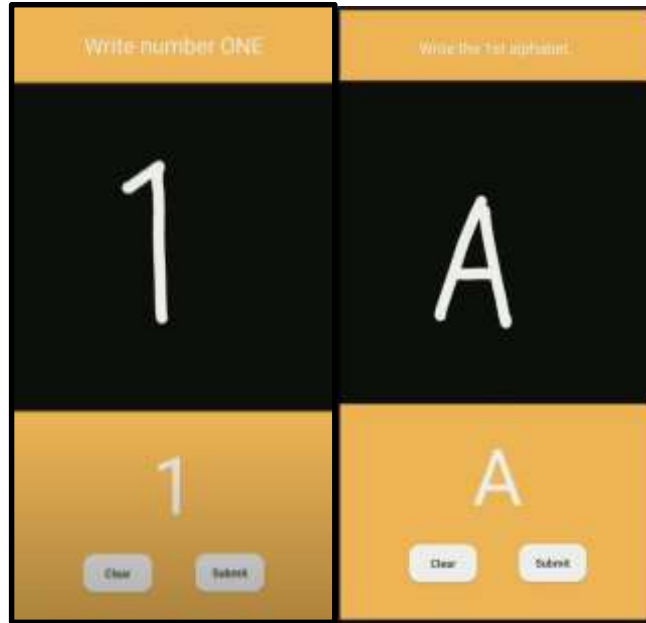 Write number ONE
1
1
Clear Submit
Write the 1st alphabet.
A
A
Clear Submit